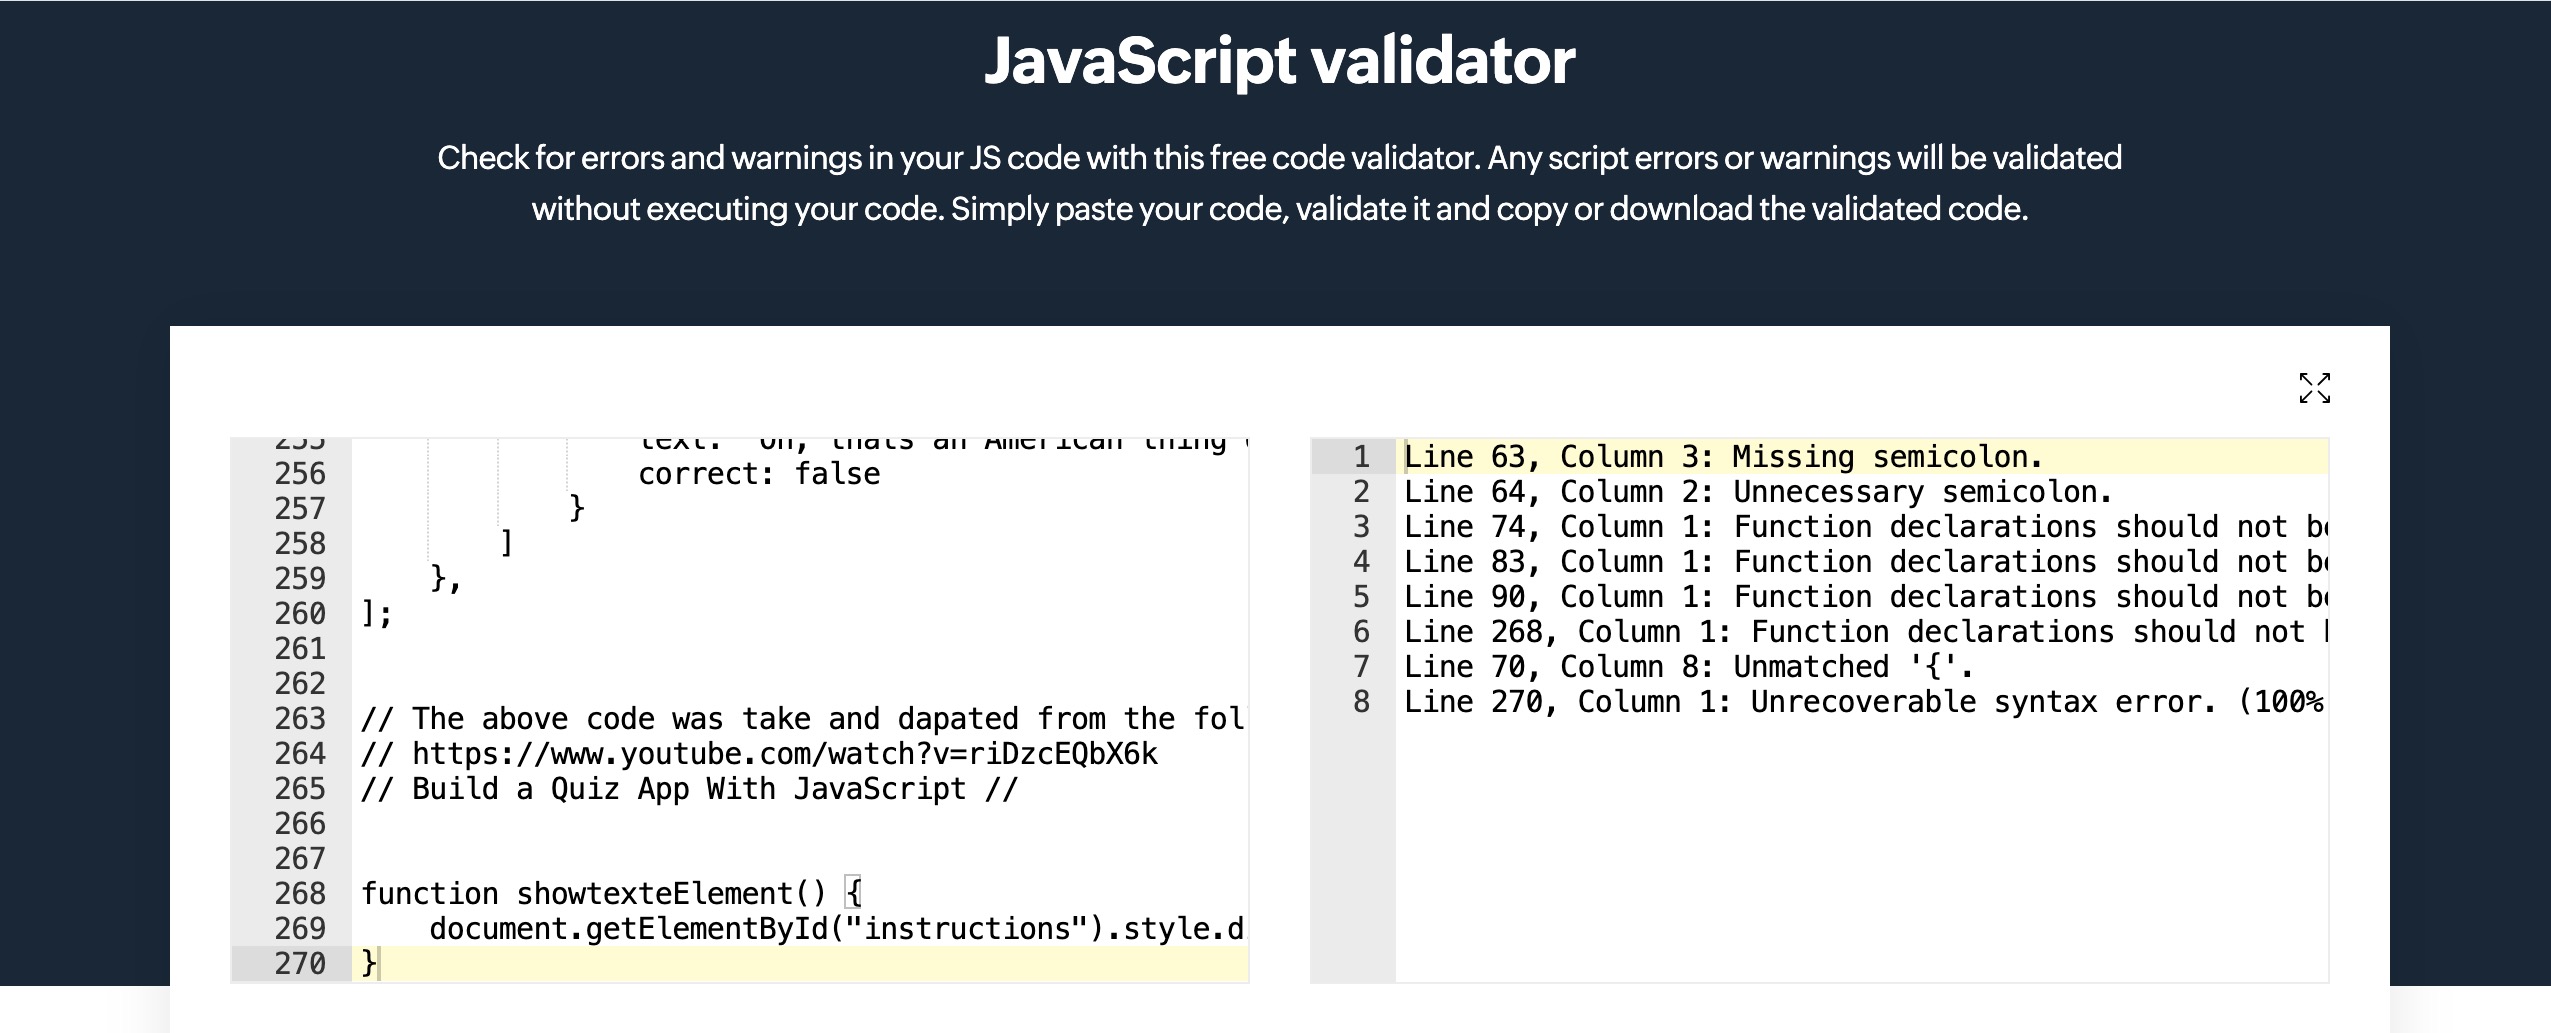 JavaScript validator
Check for errors and warnings in your JS code with this free code validator. Any script errors or warnings will be validated
without executing your code. Simply paste your code, validate it and copy or download the validated code.
255 text: "Oh, thats an American thing
256 correct: false
257 }
258 ]
259 },
260 ];
261
262
263 // The above code was take and dapated from the fol
264 // https://www.youtube.com/watch?v=riDzcEQbX6k
265 // Build a Quiz App With JavaScript //
266
267
268 function showtexteElement() {
269 document.getElementById("instructions").style.d
270 }
1 Line 63, Column 3: Missing semicolon.
2 Line 64, Column 2: Unnecessary semicolon.
3 Line 74, Column 1: Function declarations should not be
4 Line 83, Column 1: Function declarations should not be
5 Line 90, Column 1: Function declarations should not be
6 Line 268, Column 1: Function declarations should not
7 Line 70, Column 8: Unmatched '{'.
8 Line 270, Column 1: Unrecoverable syntax error. (100%